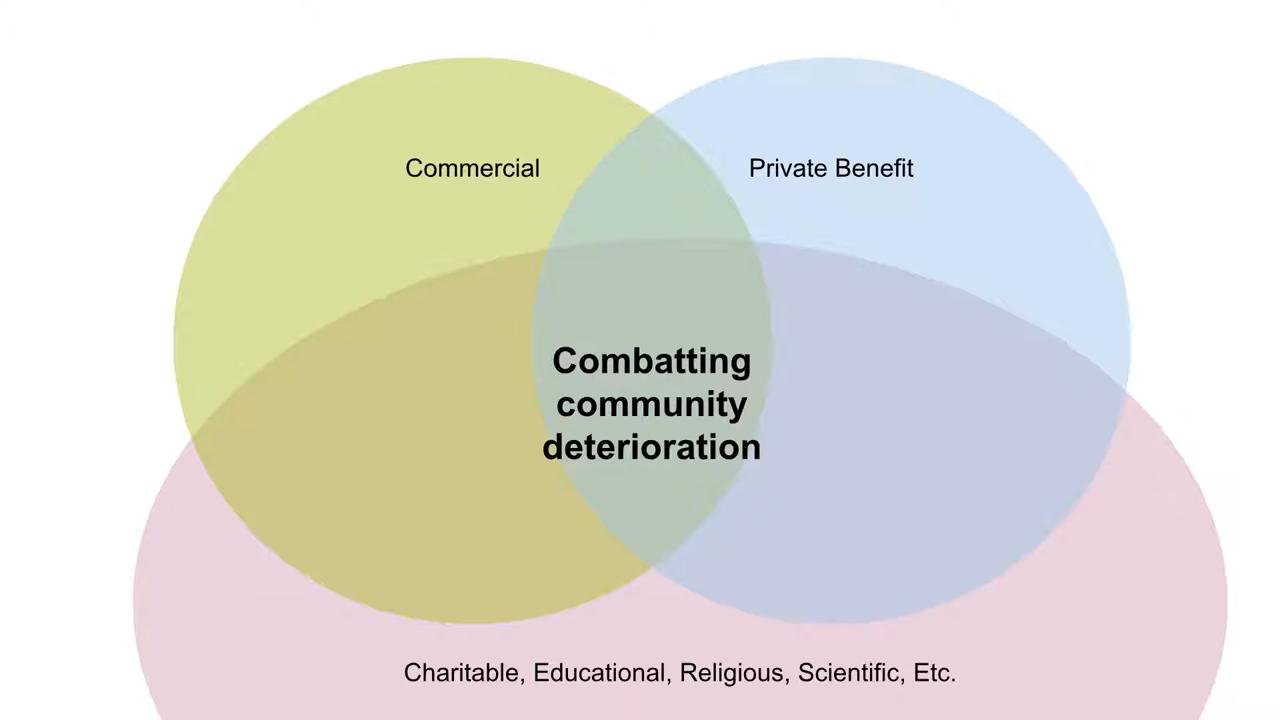 Commercial
Private Benefit
Combatting
community
deterioration
Charitable, Educational, Religious, Scientific, Etc.